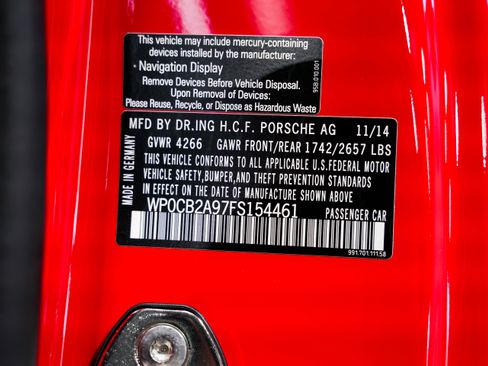 This vehicle may include mercury-containing
devices installed by the manufacturer:
· Navigation Display
Remove Devices Before Vehicle Disposal.
Upon Removal of Devices:
Please Reuse, Recycle, or Dispose as Hazardous Waste
95B.010.001
MFD BY DR.ING H.C.F. PORSCHE AG 11/14
GVWR 4266 GAWR FRONT/REAR 1742/2657 LBS
THIS VEHICLE CONFORMS TO ALL APPLICABLE U.S.FEDERAL MOTOR
VEHICLE SAFETY,BUMPER,AND THEFT PREVENTION STANDARDS
IN EFFECT ON THE DATE OF MANUFACTURE SHOWN ABOVE
WP0CB2A97FS154461 PASSENGER CAR
MADE IN GERMANY
991.701.111.58